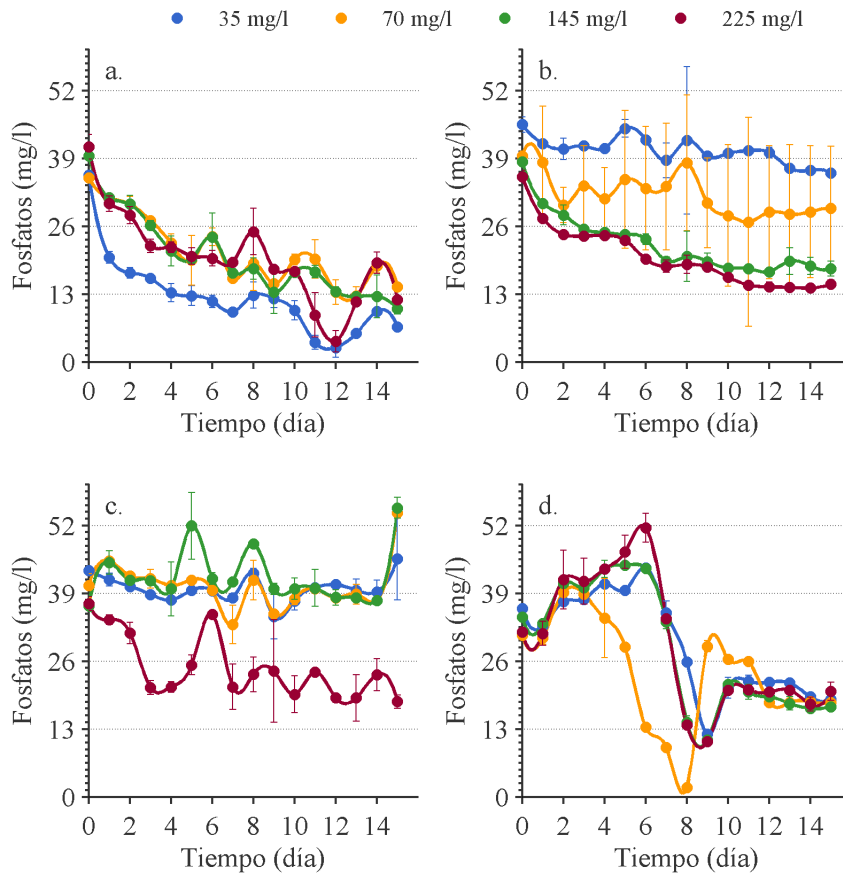 35 mg/l 70 mg/l 145 mg/l 225 mg/l
a.
Fosfatos (mg/l)
52
39
26
13
0
0 2 4 6 8 10 12 14
Tiempo (día)
b.
Fosfatos (mg/l)
52
39
26
13
0
0 2 4 6 8 10 12 14
Tiempo (día)
c.
Fosfatos (mg/l)
52
39
26
13
0
0 2 4 6 8 10 12 14
Tiempo (día)
d.
Fosfatos (mg/l)
52
39
26
13
0
0 2 4 6 8 10 12 14
Tiempo (día)